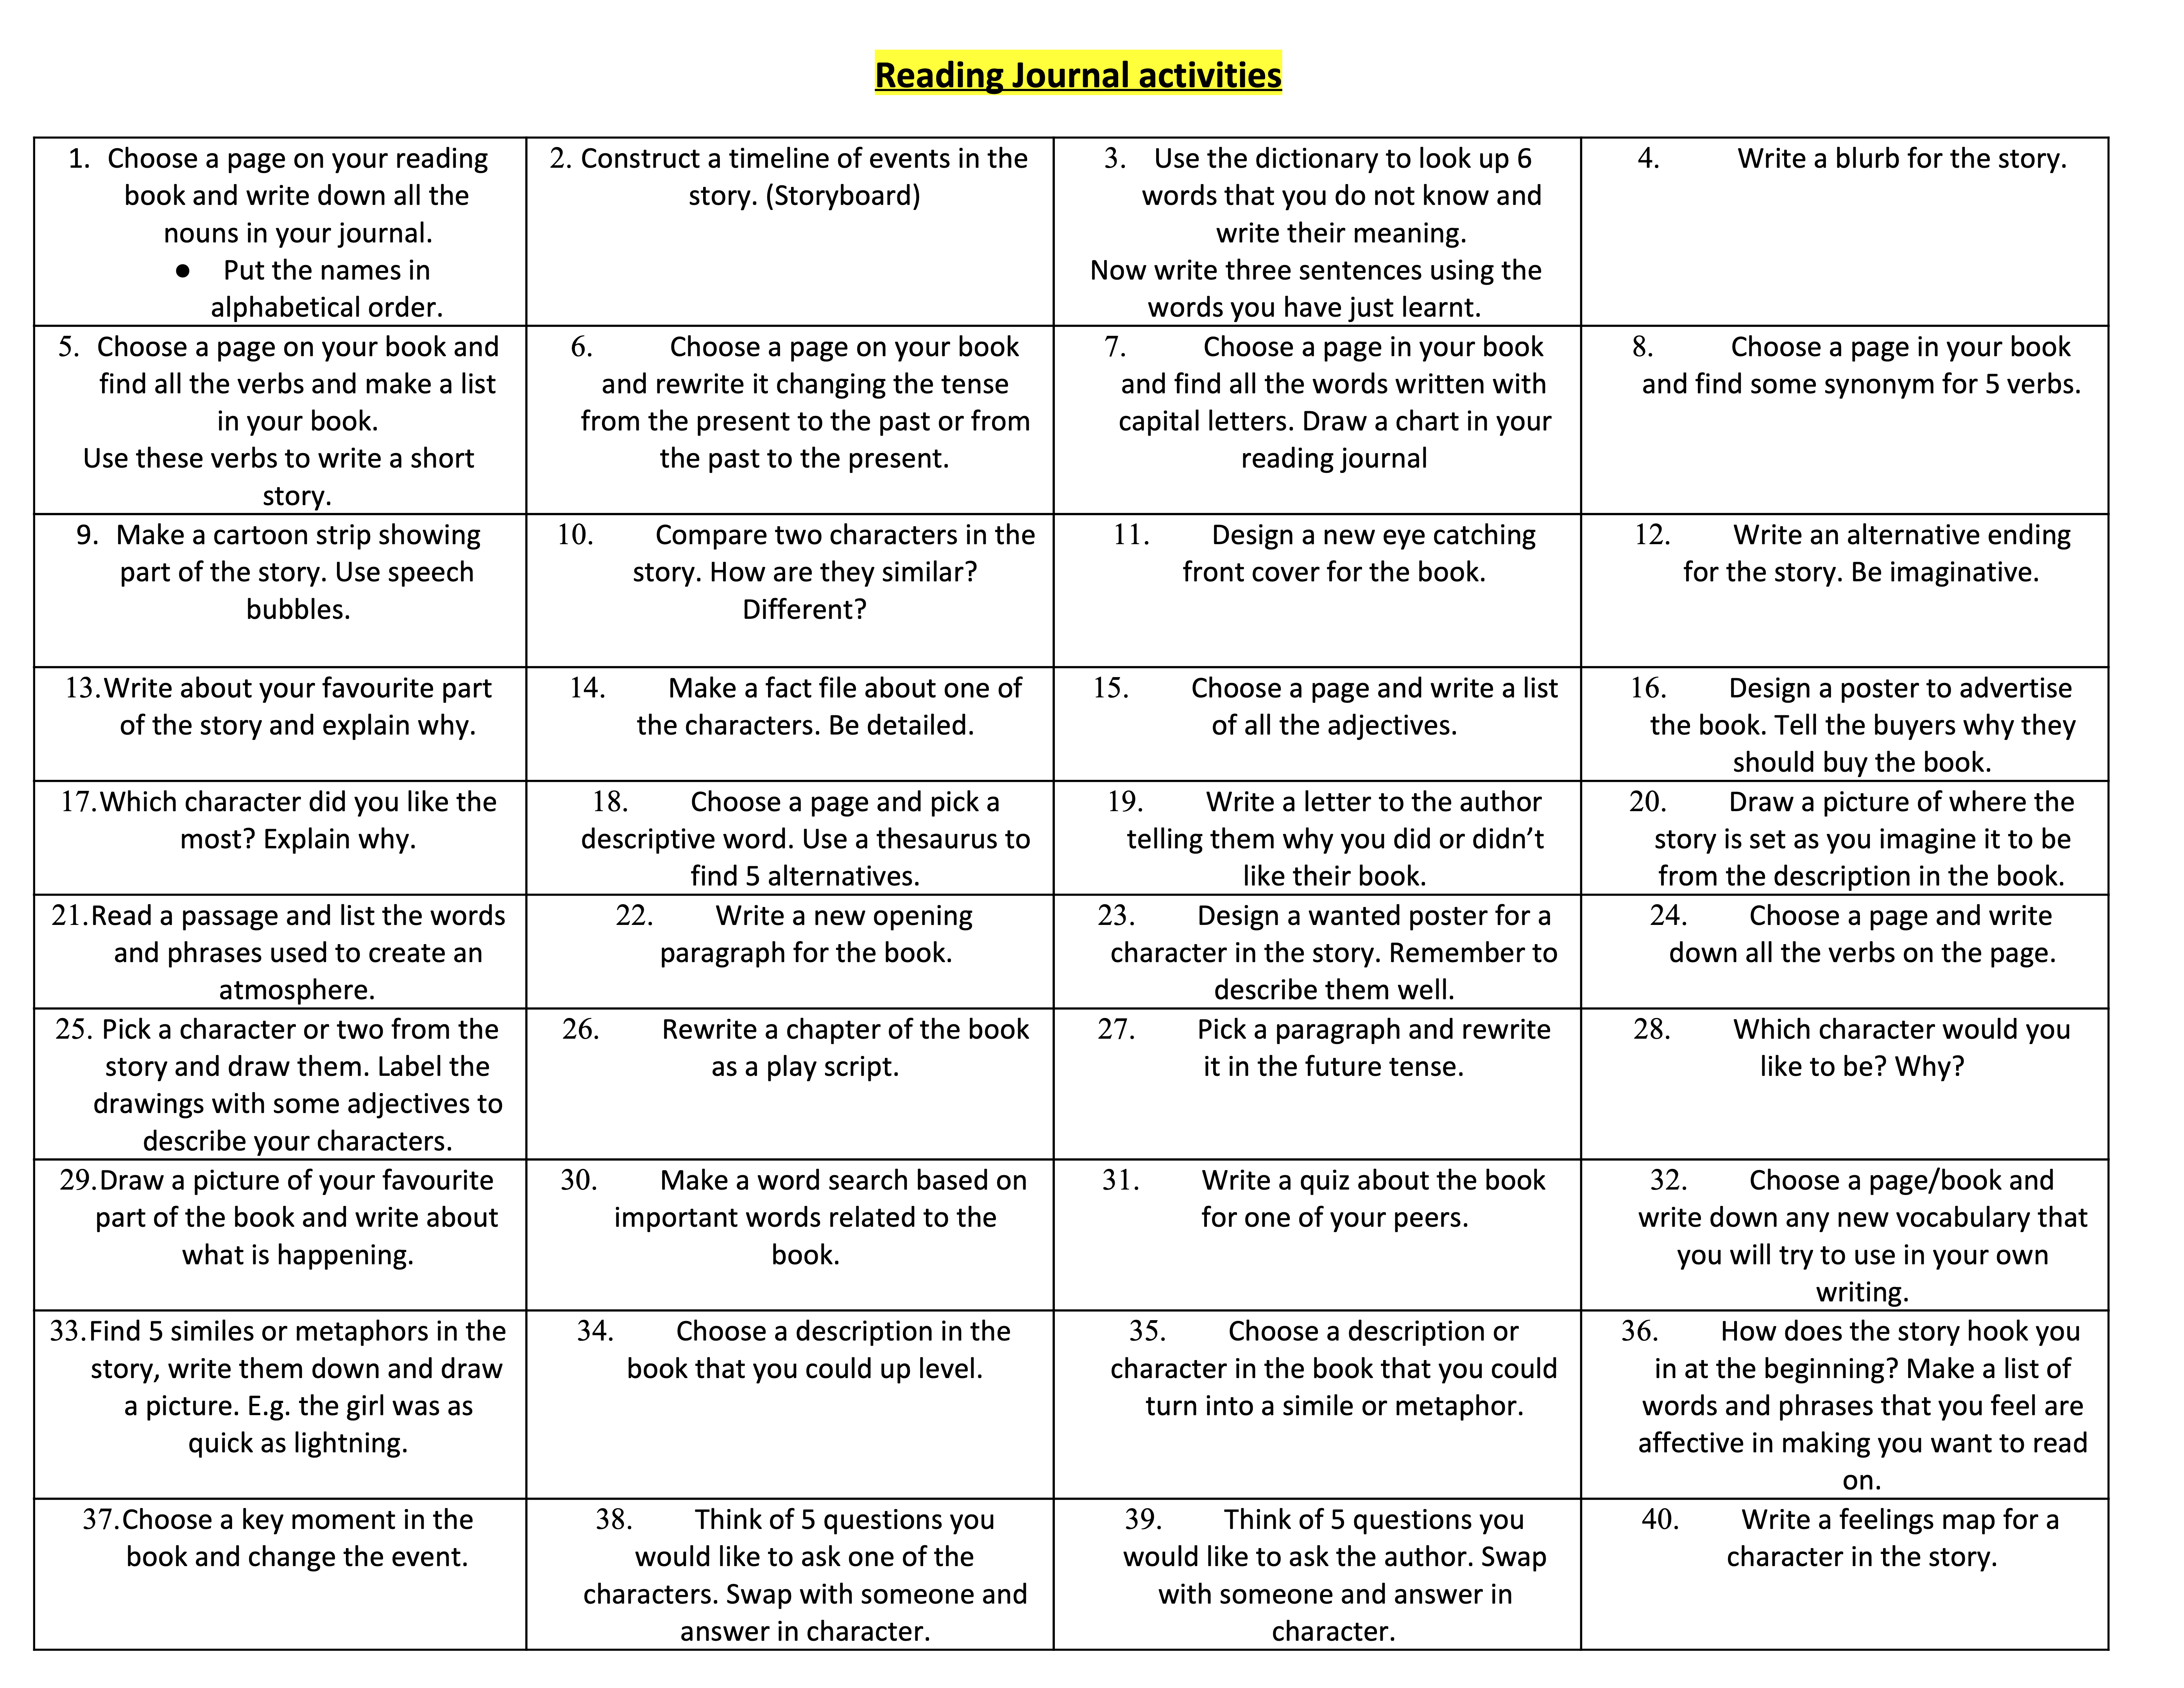 Reading Journal activities
1. Choose a page on your reading
book and write down all the
nouns in your journal.
● Put the names in
alphabetical order.
2. Construct a timeline of events in the
story. (Storyboard)
3. Use the dictionary to look up 6
words that you do not know and
write their meaning.
Now write three sentences using the
words you have just learnt.
4. Write a blurb for the story.
5. Choose a page on your book and
find all the verbs and make a list
in your book.
Use these verbs to write a short
story.
6. Choose a page on your book
and rewrite it changing the tense
from the present to the past or from
the past to the present.
7. Choose a page in your book
and find all the words written with
capital letters. Draw a chart in your
reading journal
8. Choose a page in your book
and find some synonym for 5 verbs.
9. Make a cartoon strip showing
part of the story. Use speech
bubbles.
10. Compare two characters in the
story. How are they similar?
Different?
11. Design a new eye catching
front cover for the book.
12. Write an alternative ending
for the story. Be imaginative.
13.Write about your favourite part
of the story and explain why.
14. Make a fact file about one of
the characters. Be detailed.
15. Choose a page and write a list
of all the adjectives.
16. Design a poster to advertise
the book. Tell the buyers why they
should buy the book.
17.Which character did you like the
most? Explain why.
18. Choose a page and pick a
descriptive word. Use a thesaurus to
find 5 alternatives.
19. Write a letter to the author
telling them why you did or didn’t
like their book.
20. Draw a picture of where the
story is set as you imagine it to be
from the description in the book.
21.Read a passage and list the words
and phrases used to create an
atmosphere.
22. Write a new opening
paragraph for the book.
23. Design a wanted poster for a
character in the story. Remember to
describe them well.
24. Choose a page and write
down all the verbs on the page.
25. Pick a character or two from the
story and draw them. Label the
drawings with some adjectives to
describe your characters.
26. Rewrite a chapter of the book
as a play script.
27. Pick a paragraph and rewrite
it in the future tense.
28. Which character would you
like to be? Why?
29.Draw a picture of your favourite
part of the book and write about
what is happening.
30. Make a word search based on
important words related to the
book.
31. Write a quiz about the book
for one of your peers.
32. Choose a page/book and
write down any new vocabulary that
you will try to use in your own
writing.
33.Find 5 similes or metaphors in the
story, write them down and draw
a picture. E.g. the girl was as
quick as lightning.
34. Choose a description in the
book that you could up level.
35. Choose a description or
character in the book that you could
turn into a simile or metaphor.
36. How does the story hook you
in at the beginning? Make a list of
words and phrases that you feel are
affective in making you want to read
on.
37.Choose a key moment in the
book and change the event.
38. Think of 5 questions you
would like to ask one of the
characters. Swap with someone and
answer in character.
39. Think of 5 questions you
would like to ask the author. Swap
with someone and answer in
character.
40. Write a feelings map for a
character in the story.